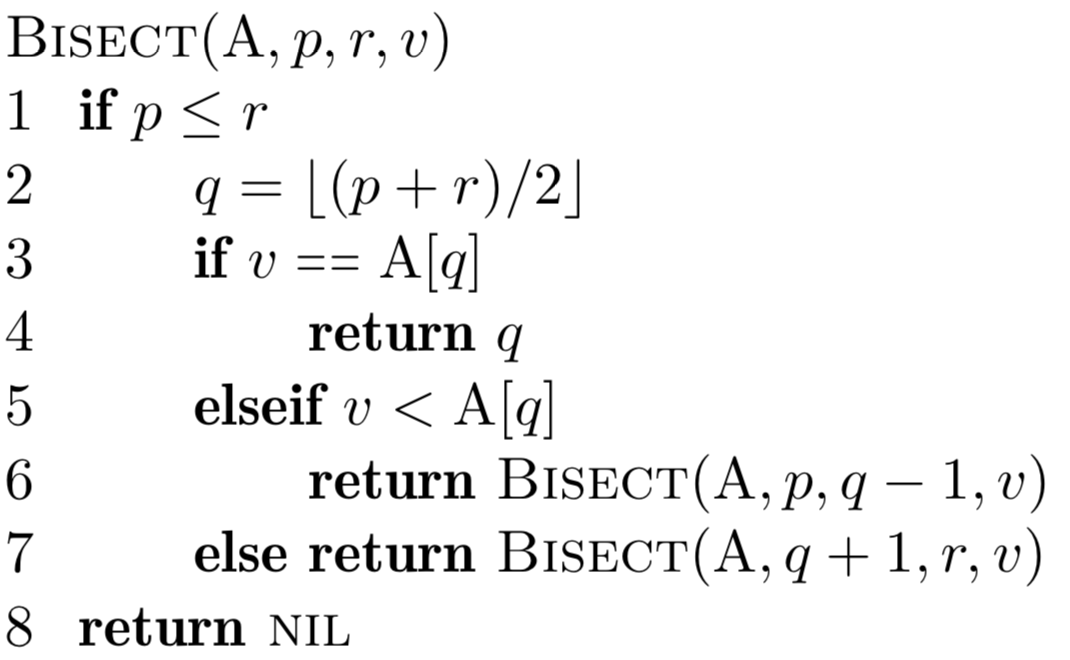 BISECT(A, p, r, v)
1 if p ≤ r
2 q = ⌊(p + r)/2⌋
3 if v == A[q]
4 return q
5 elseif v < A[q]
6 return BISECT(A, p, q − 1, v)
7 else return BISECT(A, q + 1, r, v)
8 return NIL